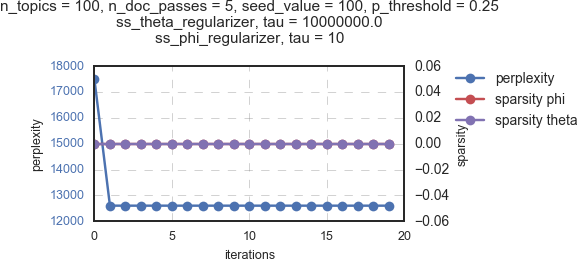 n_topics = 100, n_doc_passes = 5, seed_value = 100, p_threshold = 0.25
ss_theta_regularizer, tau = 10000000.0
ss_phi_regularizer, tau = 10
18000
17000
16000
15000
14000
13000
12000
perplexity
0
5
10
15
20
iterations
0.06
0.04
0.02
0.00
−0.02
−0.04
−0.06
sparsity
perplexity
sparsity phi
sparsity theta